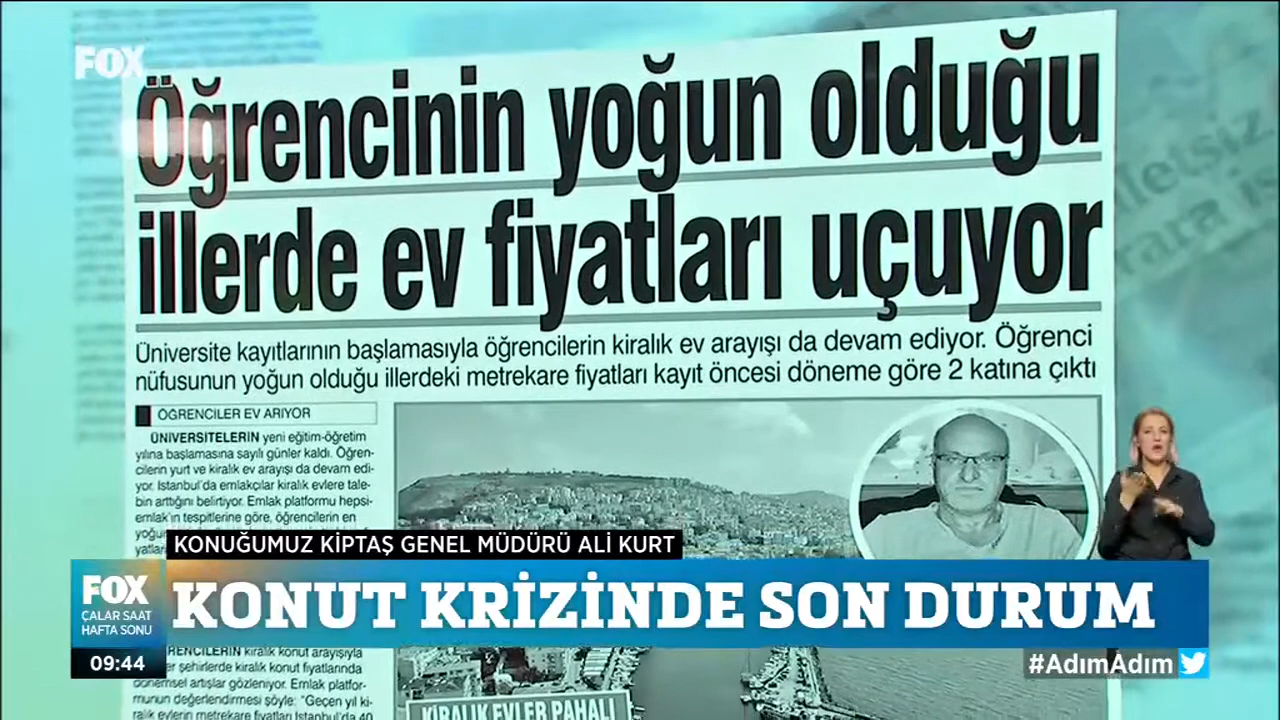 FOX
Öğrencinin yoğun olduğu
illerde ev fiyatları uçuyor
Üniversite kayıtlarının başlamasıyla öğrencilerin kiralık ev arayışı da devam ediyor. Öğrenci
nüfusunun yoğun olduğu illerdeki metrekare fiyatları kayıt öncesi döneme göre 2 katına çıktı
ÖGRENCİLER EV ARIYOR
ÜNİVERSİTELERİN yeni eğitim-öğretim
yılına başlamasına sayılı günler kaldı. Öğren-
cilerin yurt ve kiralık ev arayışı da devam edi-
yor. İstanbul'da emlakçılar kiralık evlere tale-
bin arttığını belirtiyor. Emlak platformu hepsi-
emlak'ın tespitlerine göre, öğrencilerin en
KONUĞUMUZ KİPTAŞ GENEL MÜDÜRÜ ALİ KURT
FOX
ÇALAR SAAT
HAFTA SONU
KONUT KRİZİNDE SON DURUM
09:44
#AdımAdım
kiralık konut arayışıyla
şehirlerde kiralık konut fiyatlarında
dönemsel artışlar gözleniyor. Emlak platfor-
munun değerlendirmesi şöyle: "Geçen yıl ki-
ralık evlerin metrekare fiyatları İstanbul'da 40
KİRALIK EVLER PAHALI